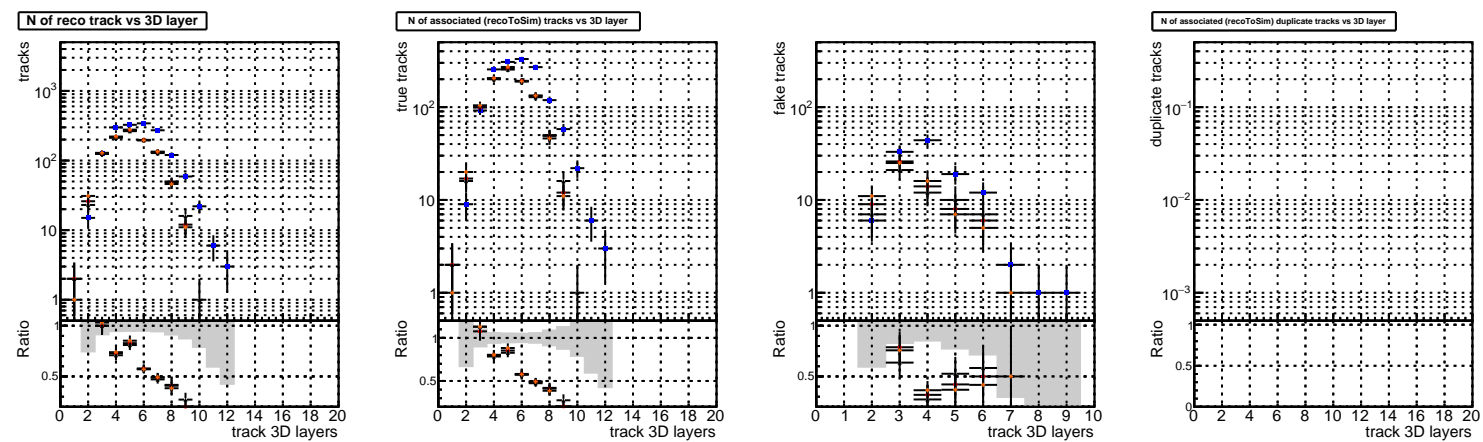 N of reco track vs 3D layer
tracks
10³
10²
10
1
Ratio
1
0.5
0 2 4 6 8 10 12 14 16 18 20
track 3D layers
N of associated (recoToSim) tracks vs 3D layer
true tracks
10²
10
1
Ratio
1
0.5
0 2 4 6 8 10 12 14 16 18 20
track 3D layers
fake tracks
10²
10
1
Ratio
1
0.5
0 1 2 3 4 5 6 7 8 9 10
track 3D layers
N of associated (recoToSim) duplicate tracks vs 3D layer
duplicate tracks
10⁻¹
10⁻²
10⁻³
Ratio
1
0.5
0
0 2 4 6 8 10 12 14 16 18 20
track 3D layers